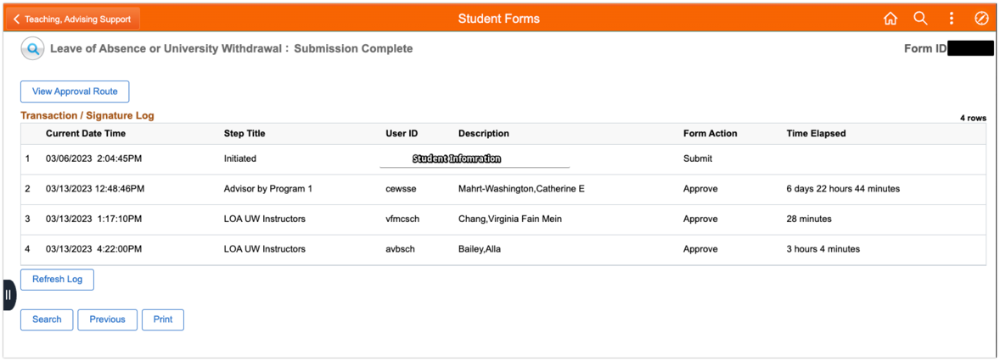 Teaching, Advising Support Student Forms
Leave of Absence or University Withdrawal : Submission Complete Form ID
View Approval Route
Transaction / Signature Log 4 rows
Current Date Time Step Title User ID Description Form Action Time Elapsed
1 03/06/2023 2:04:45PM Initiated Student Infomration Submit
2 03/13/2023 12:48:46PM Advisor by Program 1 cewsse Mahrt-Washington,Catherine E Approve 6 days 22 hours 44 minutes
3 03/13/2023 1:17:10PM LOA UW Instructors vfmcsch Chang,Virginia Fain Mein Approve 28 minutes
4 03/13/2023 4:22:00PM LOA UW Instructors avbsch Bailey,Alla Approve 3 hours 4 minutes
Refresh Log
Search Previous Print